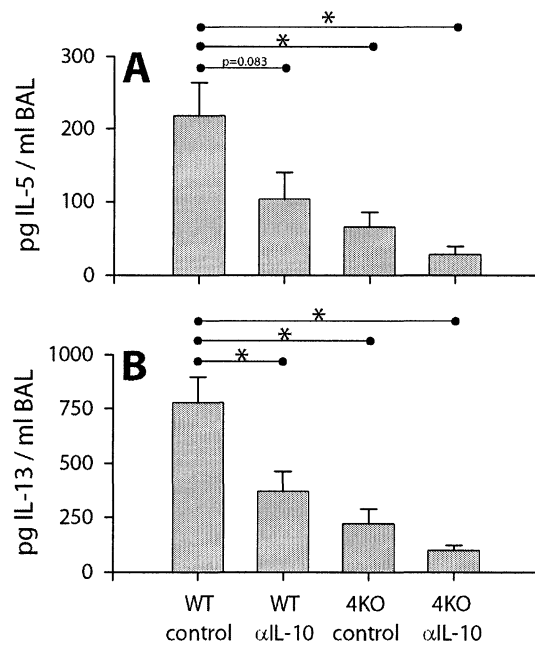 *
*
p=0.083
A
300
200
100
0
pg IL-5 / ml BAL
*
*
*
B
1000
750
500
250
0
pg IL-13 / ml BAL
WT WT 4KO 4KO
control αIL-10 control αIL-10